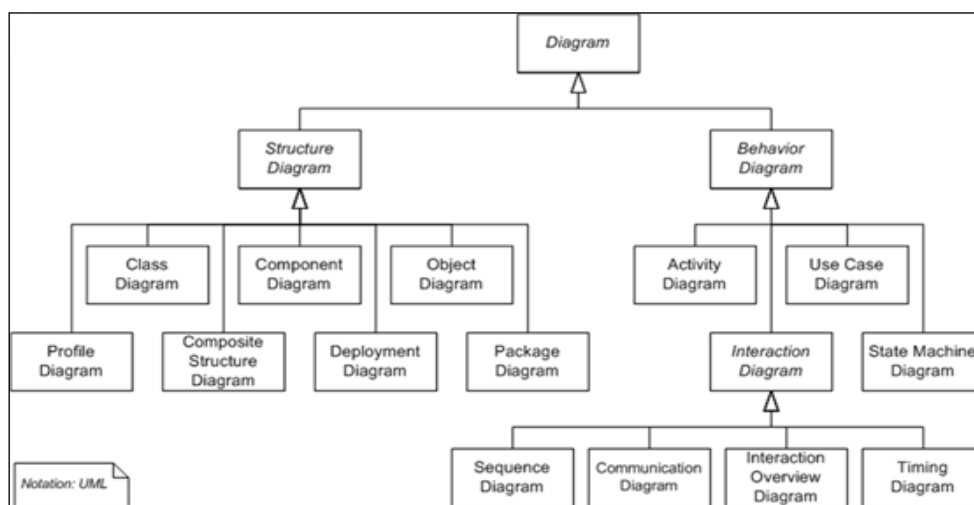 Diagram
Structure
Diagram
Behavior
Diagram
Class
Diagram
Component
Diagram
Object
Diagram
Activity
Diagram
Use Case
Diagram
Profile
Diagram
Composite
Structure
Diagram
Deployment
Diagram
Package
Diagram
Interaction
Diagram
State Machine
Diagram
Sequence
Diagram
Communication
Diagram
Interaction
Overview
Diagram
Timing
Diagram
Notation: UML